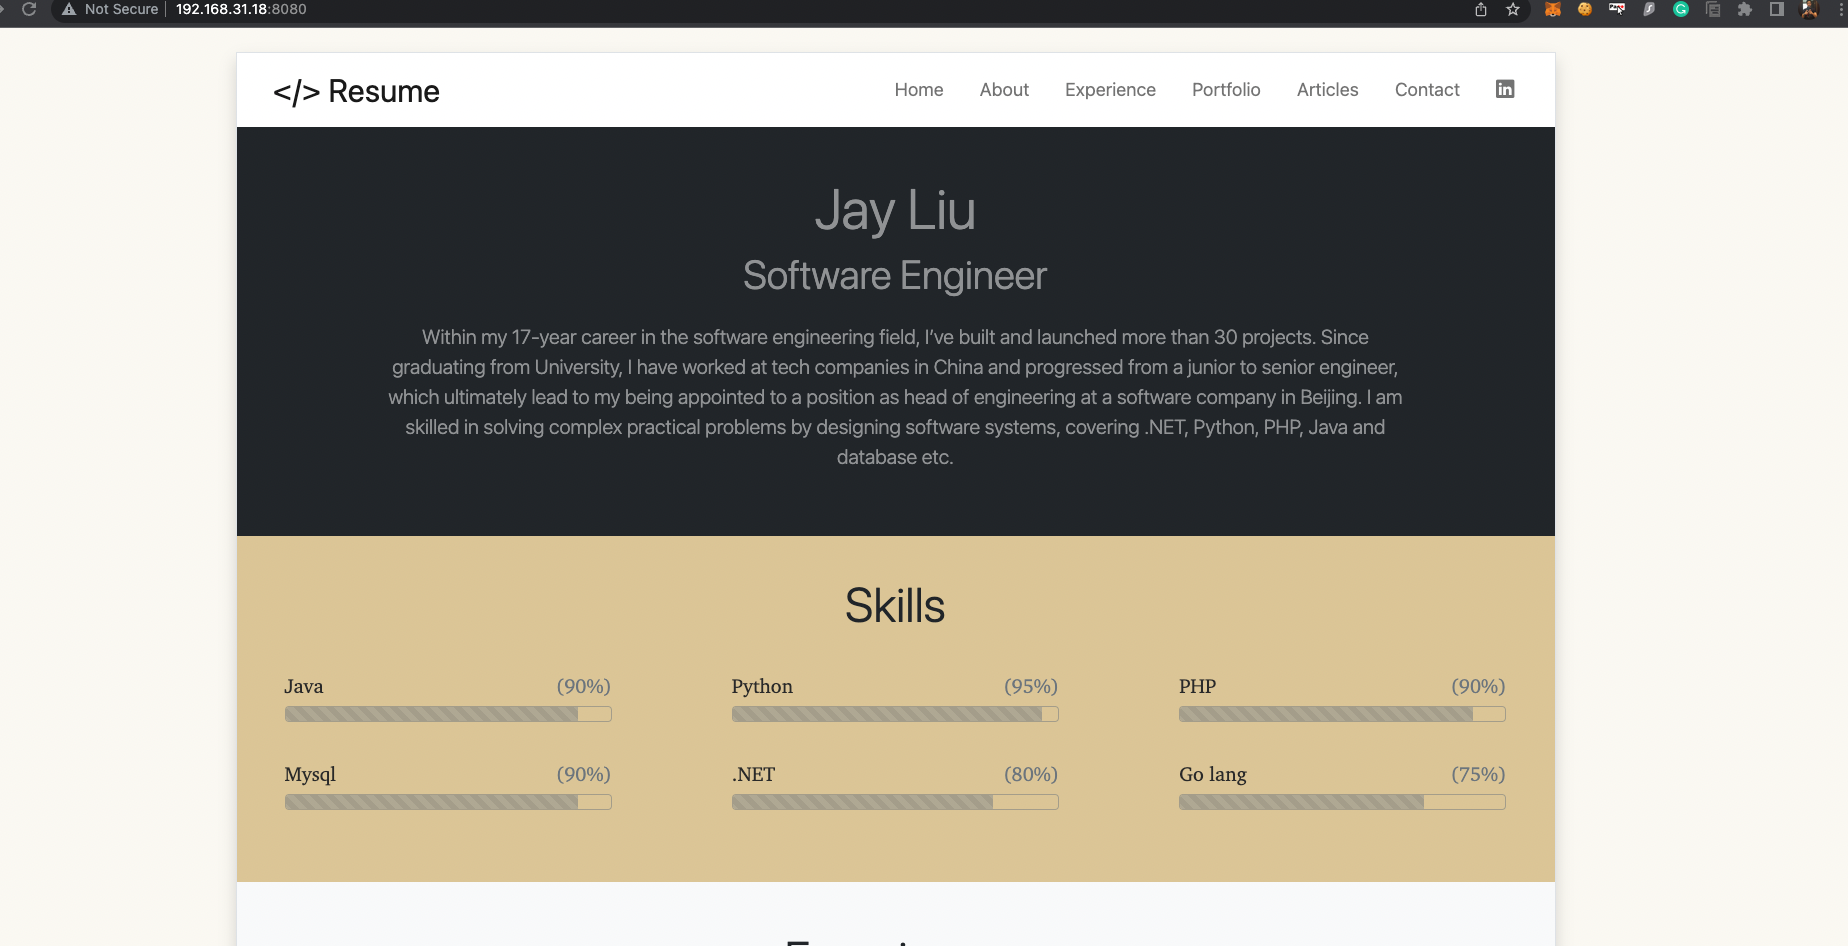 Not Secure 192.168.31.18:8080
</> Resume
Home About Experience Portfolio Articles Contact in
Jay Liu
Software Engineer
Within my 17-year career in the software engineering field, I’ve built and launched more than 30 projects. Since
graduating from University, I have worked at tech companies in China and progressed from a junior to senior engineer,
which ultimately lead to my being appointed to a position as head of engineering at a software company in Beijing. I am
skilled in solving complex practical problems by designing software systems, covering .NET, Python, PHP, Java and
database etc.
Skills
Java (90%) Python (95%) PHP (90%)
Mysql (90%) .NET (80%) Go lang (75%)